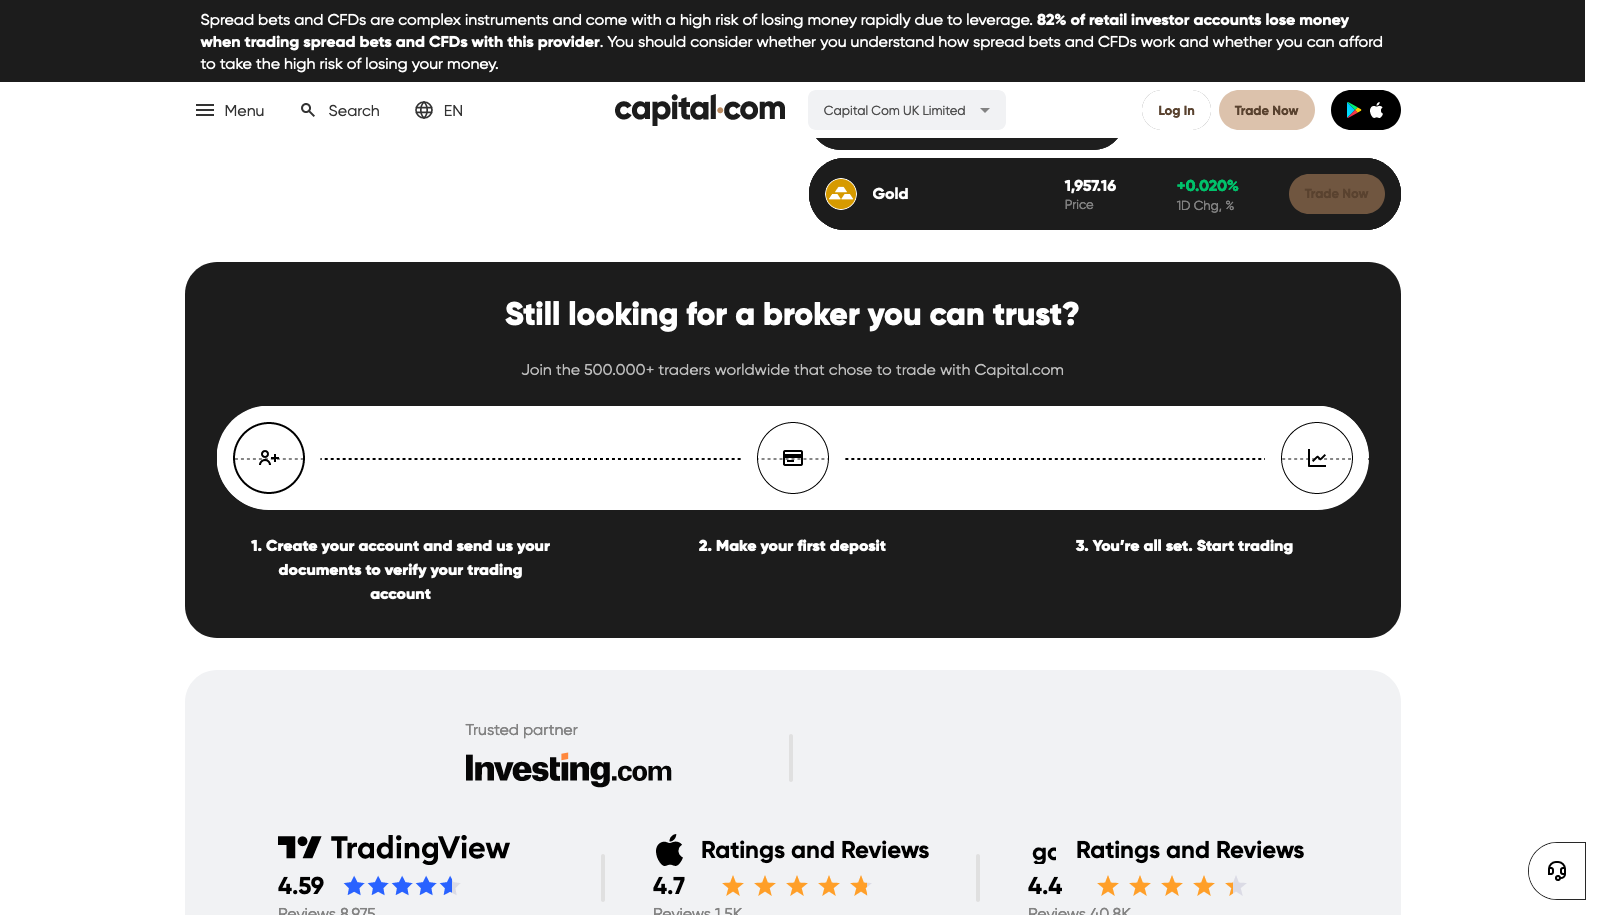 Spread bets and CFDs are complex instruments and come with a high risk of losing money rapidly due to leverage. 82% of retail investor accounts lose money
when trading spread bets and CFDs with this provider. You should consider whether you understand how spread bets and CFDs work and whether you can afford
to take the high risk of losing your money.
Menu Search EN capital.com Capital Com UK Limited Log In Trade Now
Gold 1,957.16 +0.020% Trade Now
Price 1D Chg, %
Still looking for a broker you can trust?
Join the 500.000+ traders worldwide that chose to trade with Capital.com
1. Create your account and send us your
documents to verify your trading
account
2. Make your first deposit
3. You’re all set. Start trading
Trusted partner
Investing.com
TradingView
4.59
Reviews 8,975
Ratings and Reviews
4.7
Reviews 1.5K
Ratings and Reviews
4.4
Reviews 40.8K